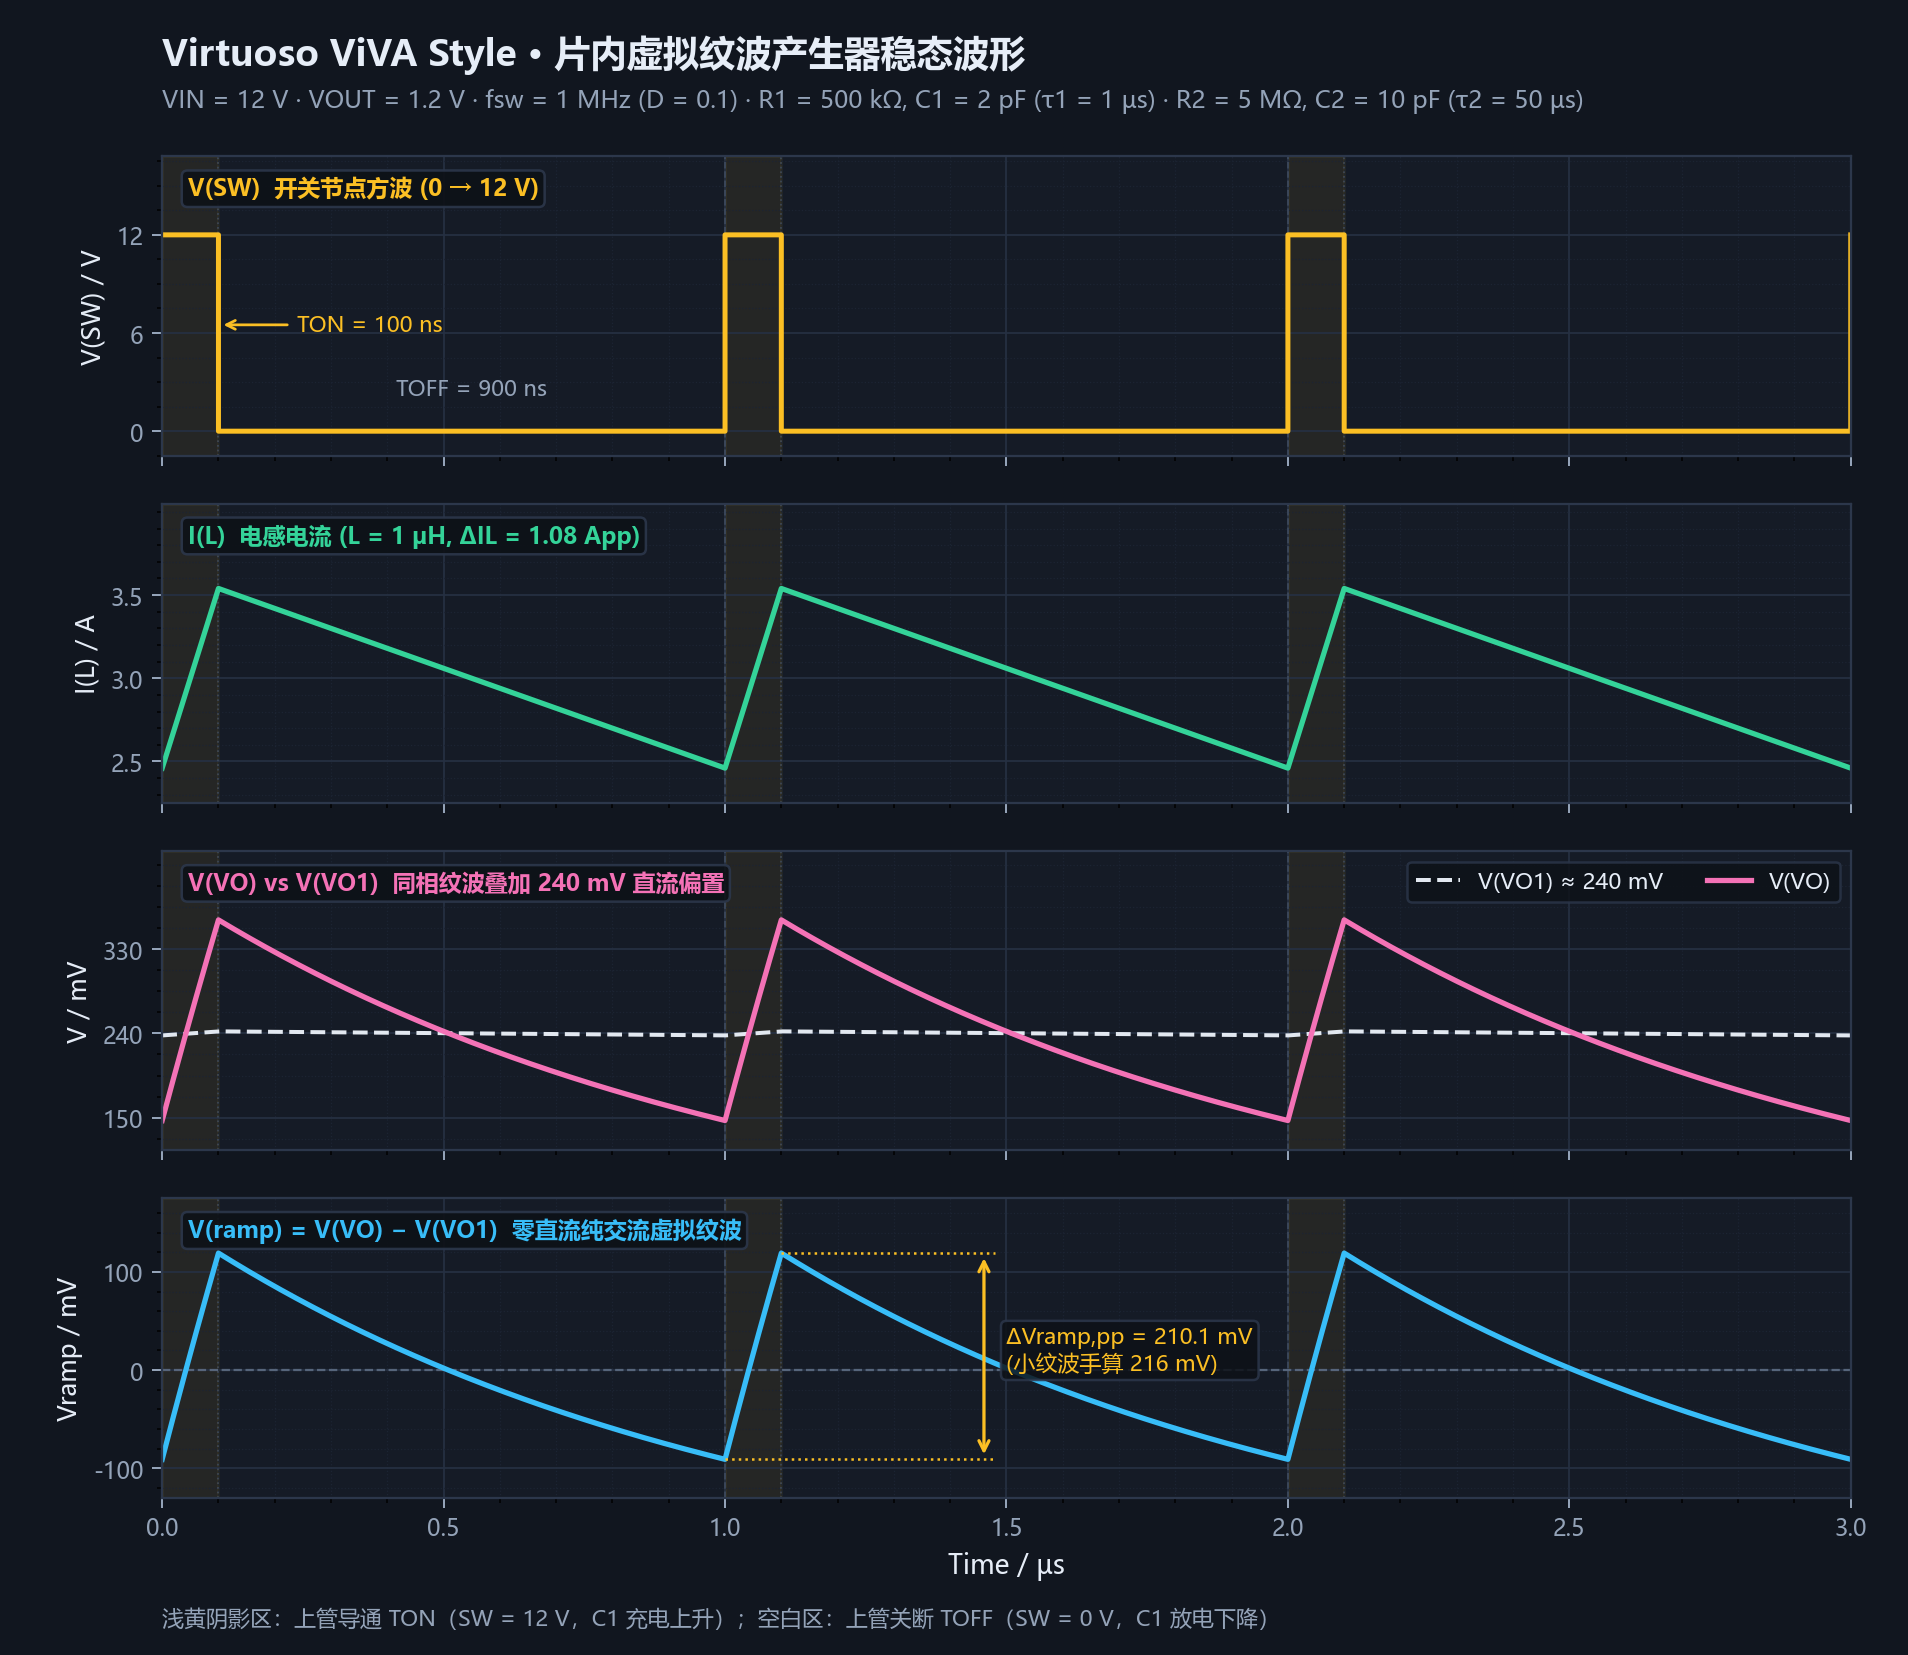 Virtuoso ViVA Style • 片内虚拟纹波产生器稳态波形
VIN = 12 V · VOUT = 1.2 V · fsw = 1 MHz (D = 0.1) · R1 = 500 kΩ, C1 = 2 pF (τ1 = 1 μs) · R2 = 5 MΩ, C2 = 10 pF (τ2 = 50 μs)
V(SW) 开关节点方波 (0 → 12 V)
12
6
0
V(SW) / V
TON = 100 ns
TOFF = 900 ns
I(L) 电感电流 (L = 1 μH, ΔIL = 1.08 App)
3.5
3.0
2.5
I(L) / A
V(VO) vs V(VO1) 同相纹波叠加 240 mV 直流偏置
V(VO1) ≈ 240 mV
V(VO)
330
240
150
V / mV
V(ramp) = V(VO) − V(VO1) 零直流纯交流虚拟纹波
100
0
-100
Vramp / mV
ΔVramp,pp = 210.1 mV
(小纹波手算 216 mV)
0.0 0.5 1.0 1.5 2.0 2.5 3.0
Time / μs
浅黄阴影区：上管导通 TON（SW = 12 V，C1 充电上升）；空白区：上管关断 TOFF（SW = 0 V，C1 放电下降）